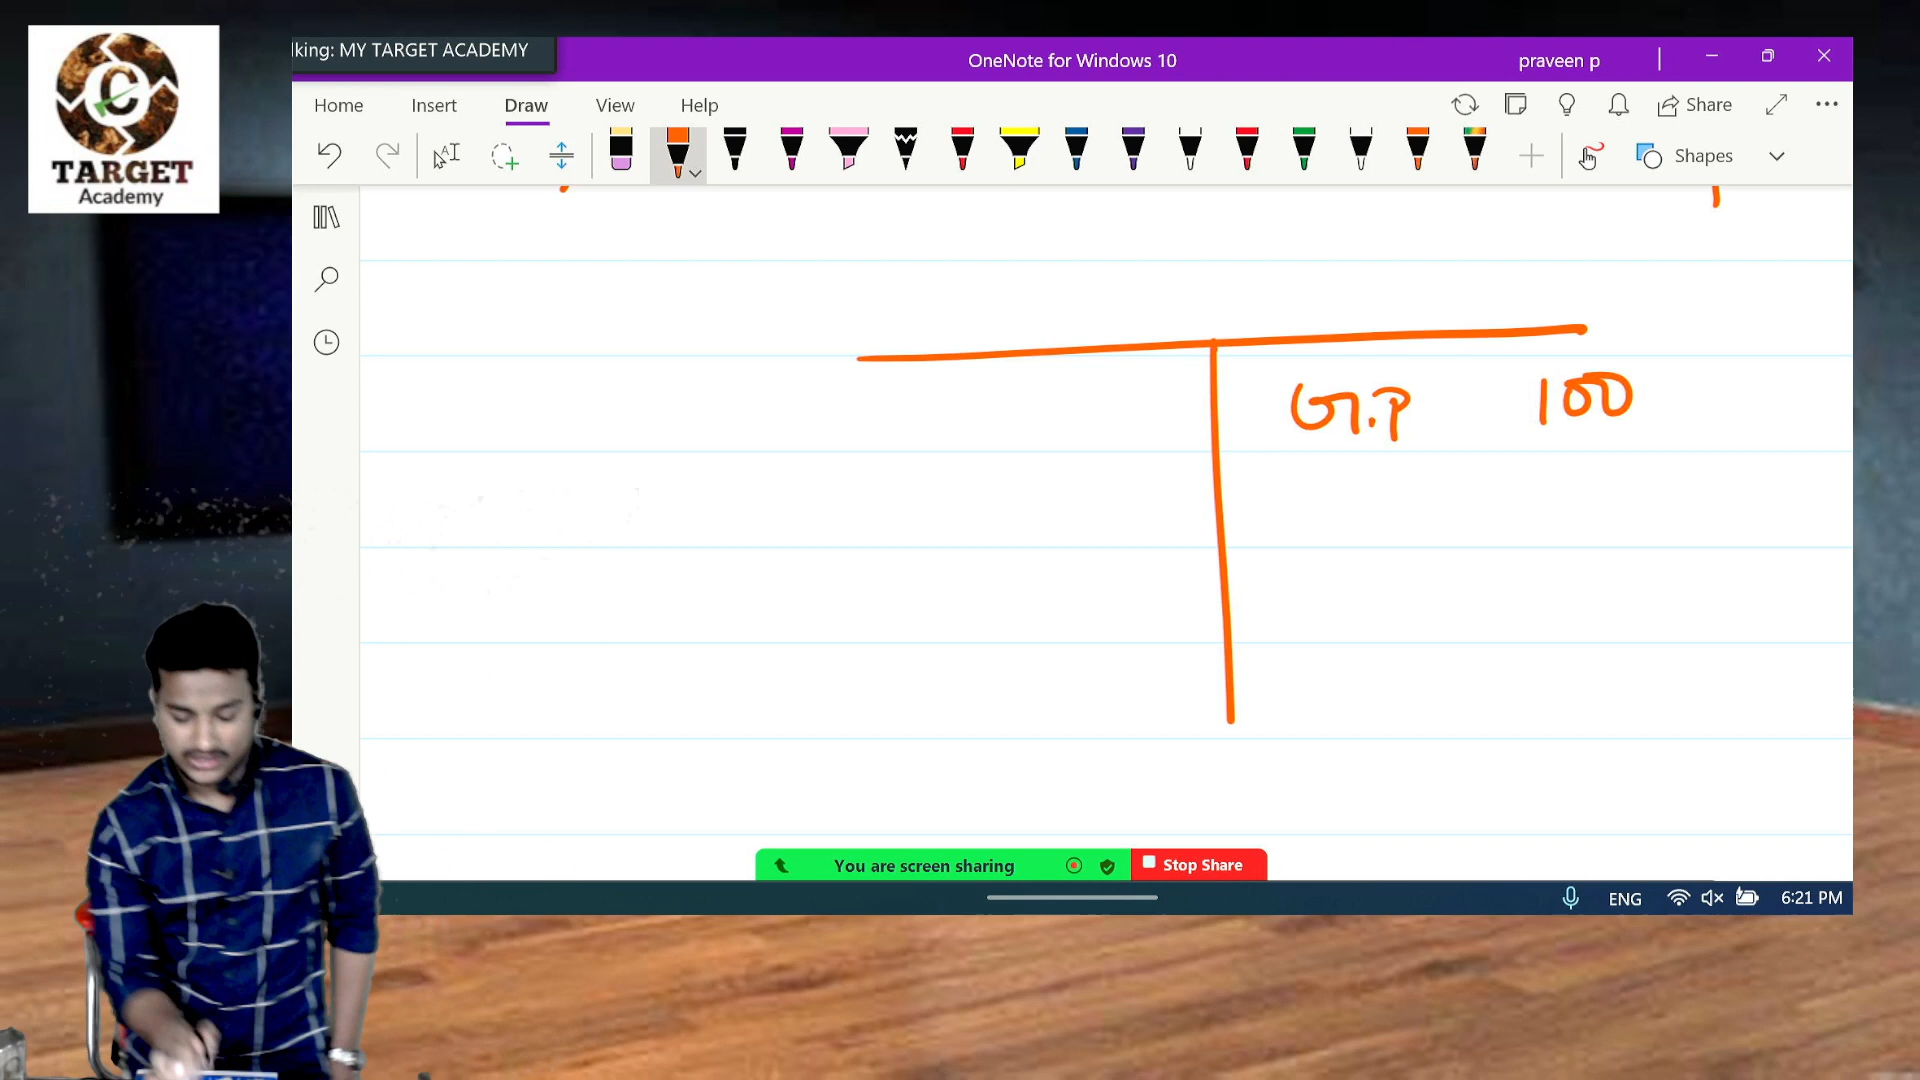 TARGET
Academy
lking: MY TARGET ACADEMY
OneNote for Windows 10
praveen p
Home Insert Draw View Help
Share
Shapes
G.P 100
You are screen sharing
Stop Share
ENG 6:21 PM